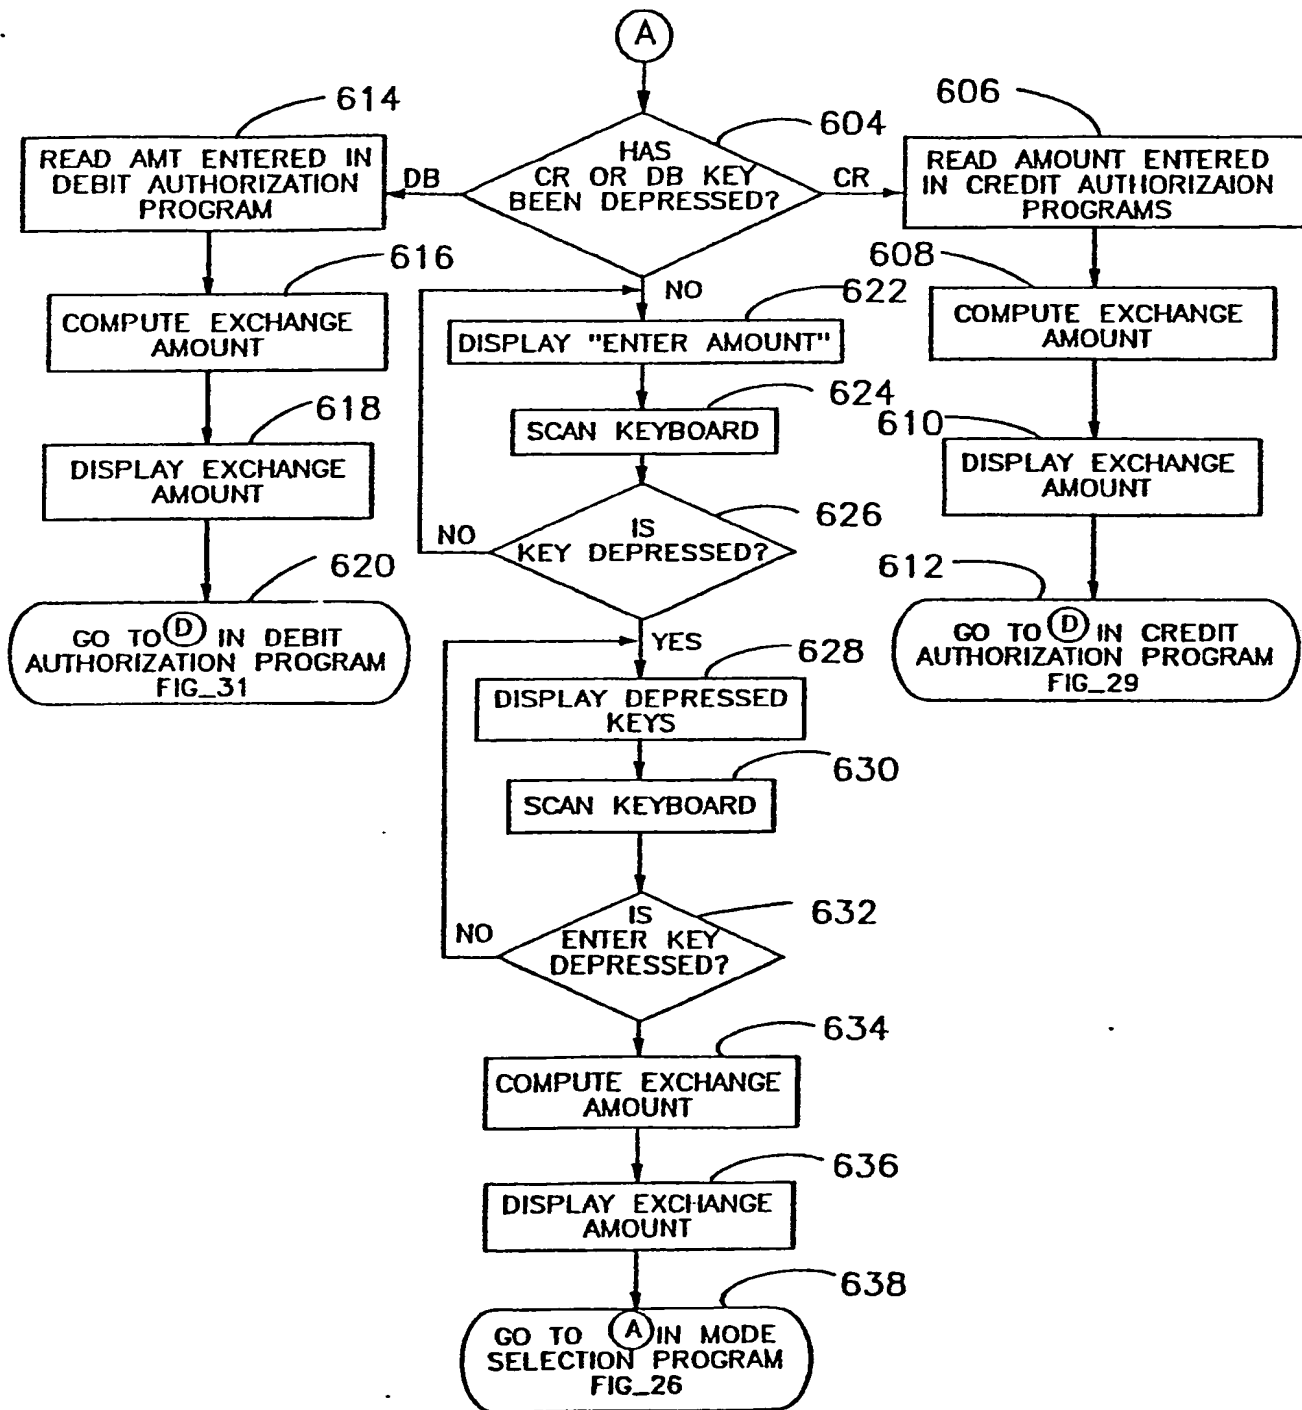 A
614
READ AMT ENTERED IN
DEBIT AUTHORIZATION
PROGRAM
DB
HAS
CR OR DB KEY
BEEN DEPRESSED?
604
CR
606
READ AMOUNT ENTERED
IN CREDIT AUTHORIZAION
PROGRAMS
616
COMPUTE EXCHANGE
AMOUNT
618
DISPLAY EXCHANGE
AMOUNT
620
GO TO D IN DEBIT
AUTHORIZATION PROGRAM
FIG_31
NO
622
DISPLAY "ENTER AMOUNT"
624
SCAN KEYBOARD
626
IS
KEY DEPRESSED?
NO
YES
628
DISPLAY DEPRESSED
KEYS
630
SCAN KEYBOARD
632
IS
ENTER KEY
DEPRESSED?
NO
634
COMPUTE EXCHANGE
AMOUNT
636
DISPLAY EXCHANGE
AMOUNT
638
GO TO A IN MODE
SELECTION PROGRAM
FIG_26
608
COMPUTE EXCHANGE
AMOUNT
610
DISPLAY EXCHANGE
AMOUNT
612
GO TO D IN CREDIT
AUTHORIZATION PROGRAM
FIG_29